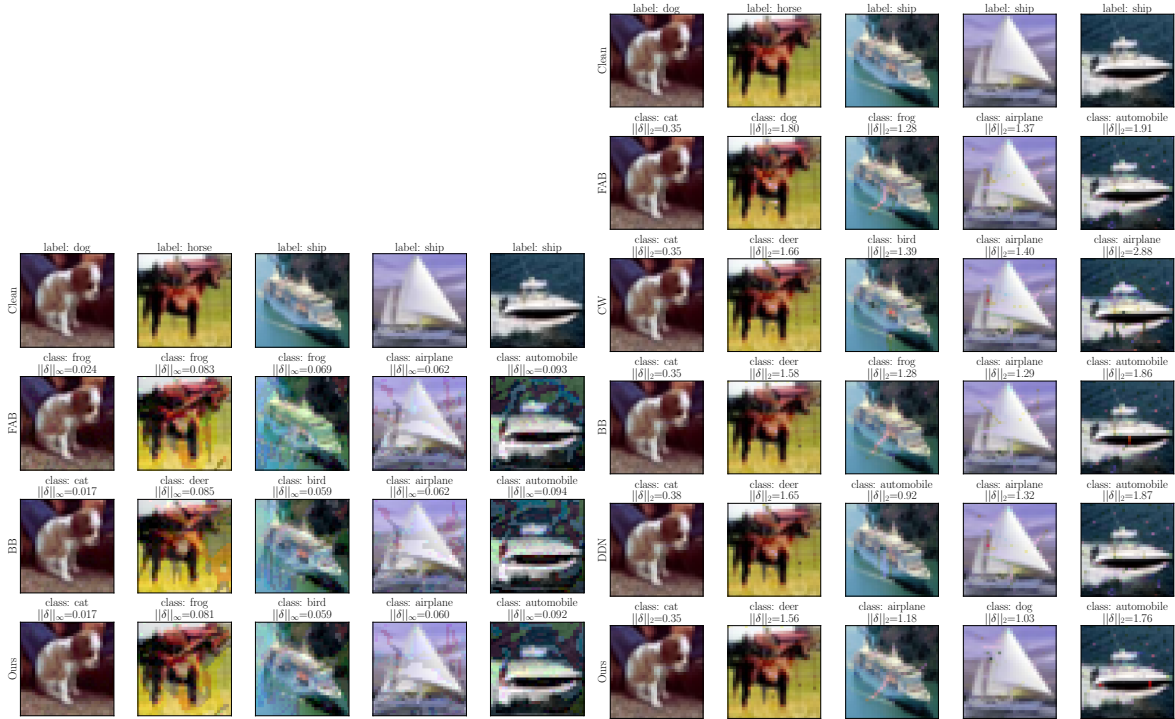 label: dog label: horse label: ship label: ship label: ship
Clean
class: frog class: frog class: frog class: airplane class: automobile
||δ||∞=0.024 ||δ||∞=0.083 ||δ||∞=0.069 ||δ||∞=0.062 ||δ||∞=0.093
FAB
class: cat class: deer class: bird class: airplane class: automobile
||δ||∞=0.017 ||δ||∞=0.085 ||δ||∞=0.059 ||δ||∞=0.062 ||δ||∞=0.094
BB
class: cat class: frog class: bird class: airplane class: automobile
||δ||∞=0.017 ||δ||∞=0.081 ||δ||∞=0.059 ||δ||∞=0.060 ||δ||∞=0.092
Ours
label: dog label: horse label: ship label: ship label: ship
Clean
class: cat class: dog class: frog class: airplane class: automobile
||δ||2=0.35 ||δ||2=1.80 ||δ||2=1.28 ||δ||2=1.37 ||δ||2=1.91
FAB
class: cat class: deer class: bird class: airplane class: airplane
||δ||2=0.35 ||δ||2=1.66 ||δ||2=1.39 ||δ||2=1.40 ||δ||2=2.88
CW
class: cat class: deer class: frog class: airplane class: automobile
||δ||2=0.35 ||δ||2=1.58 ||δ||2=1.28 ||δ||2=1.29 ||δ||2=1.86
BB
class: cat class: deer class: automobile class: airplane class: automobile
||δ||2=0.38 ||δ||2=1.65 ||δ||2=0.92 ||δ||2=1.32 ||δ||2=1.87
DDN
class: cat class: deer class: airplane class: dog class: automobile
||δ||2=0.35 ||δ||2=1.56 ||δ||2=1.18 ||δ||2=1.03 ||δ||2=1.76
Ours